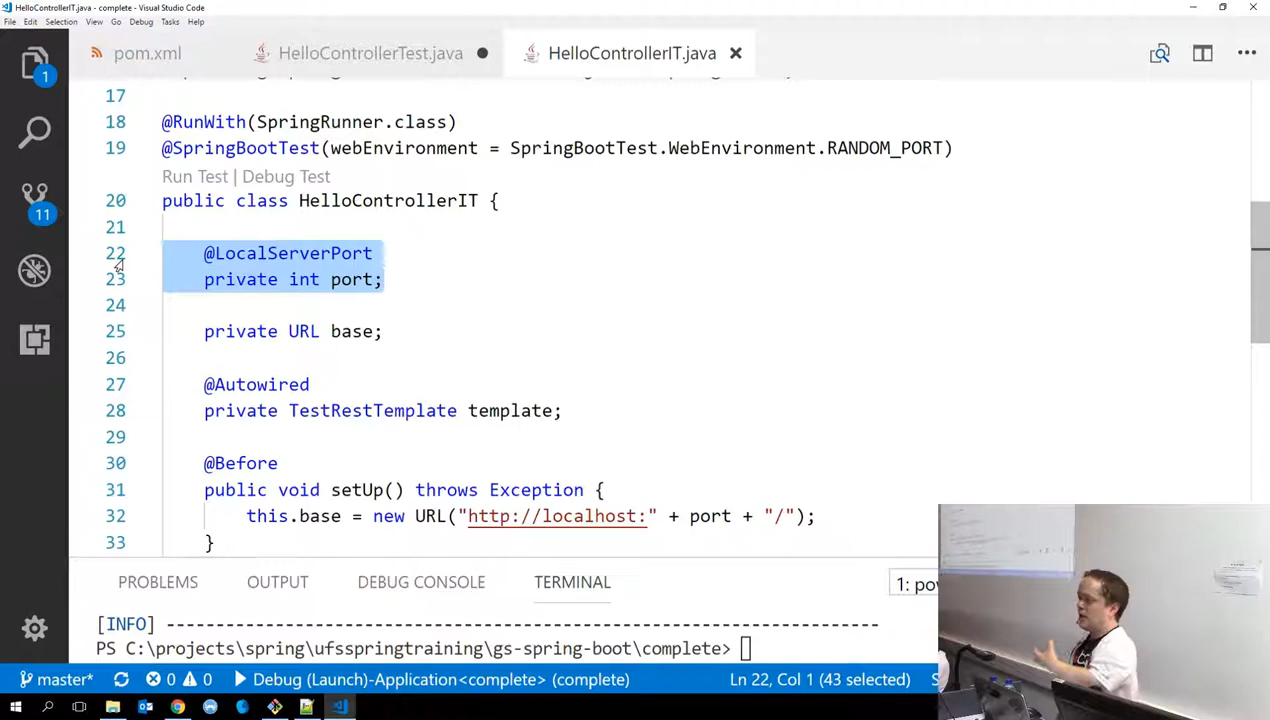 HelloControllerIT.java - complete - Visual Studio Code
File Edit Selection View Go Debug Tasks Help
pom.xml HelloControllerTest.java HelloControllerIT.java
17
18 @RunWith(SpringRunner.class)
19 @SpringBootTest(webEnvironment = SpringBootTest.WebEnvironment.RANDOM_PORT)
Run Test | Debug Test
20 public class HelloControllerIT {
21
22 @LocalServerPort
23 private int port;
24
25 private URL base;
26
27 @Autowired
28 private TestRestTemplate template;
29
30 @Before
31 public void setUp() throws Exception {
32 this.base = new URL("http://localhost:" + port + "/");
33 }
1
11
PROBLEMS OUTPUT DEBUG CONSOLE TERMINAL 1: pov
[INFO] --------------------------------------------------------------------
PS C:\projects\spring\ufsspringtraining\gs-spring-boot\complete>
master* 0 0 Debug (Launch)-Application<complete> (complete) Ln 22, Col 1 (43 selected) S